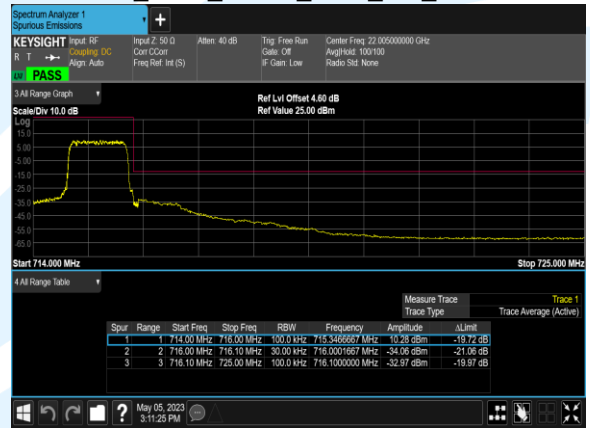 Spectrum Analyzer 1
Spurious Emissions
KEYSIGHT Input: RF Input Z: 50 Ω Atten: 40 dB Trig: Free Run Center Freq: 22.005000000 GHz
R T Coupling: DC Corr CCorr Gate: Off Avg|Hold: 100/100
Align: Auto Freq Ref: Int (S) IF Gain: Low Radio Std: None
LM PASS
3 All Range Graph
Ref Lvl Offset 4.60 dB
Scale/Div 10.0 dB Ref Value 25.00 dBm
Log
15.0
5.00
-5.00
-15.0
-25.0
-35.0
-45.0
-55.0
-65.0
Start 714.000 MHz Stop 725.000 MHz
4 All Range Table
Measure Trace Trace 1
Trace Type Trace Average (Active)
Spur Range Start Freq Stop Freq RBW Frequency Amplitude ΔLimit
1 1 714.00 MHz 716.00 MHz 100.0 kHz 715.3466667 MHz 10.28 dBm -19.72 dB
2 2 716.00 MHz 716.10 MHz 30.00 kHz 716.0001667 MHz -34.06 dBm -21.06 dB
3 3 716.10 MHz 725.00 MHz 100.0 kHz 716.1000000 MHz -32.97 dBm -19.97 dB
May 05, 2023
3:11:25 PM